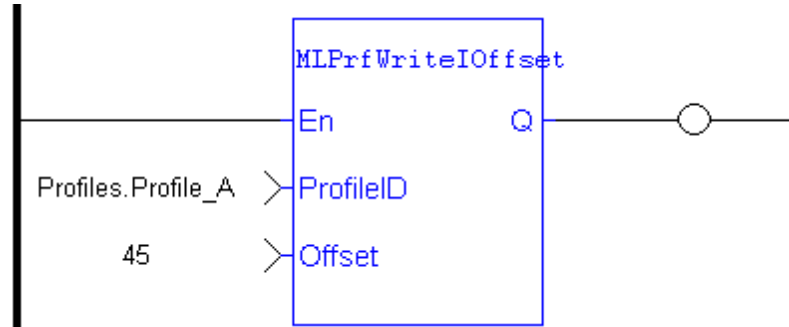 MLPrfWriteIOffset
En Q
Profiles.Profile_A ProfileID
45 Offset